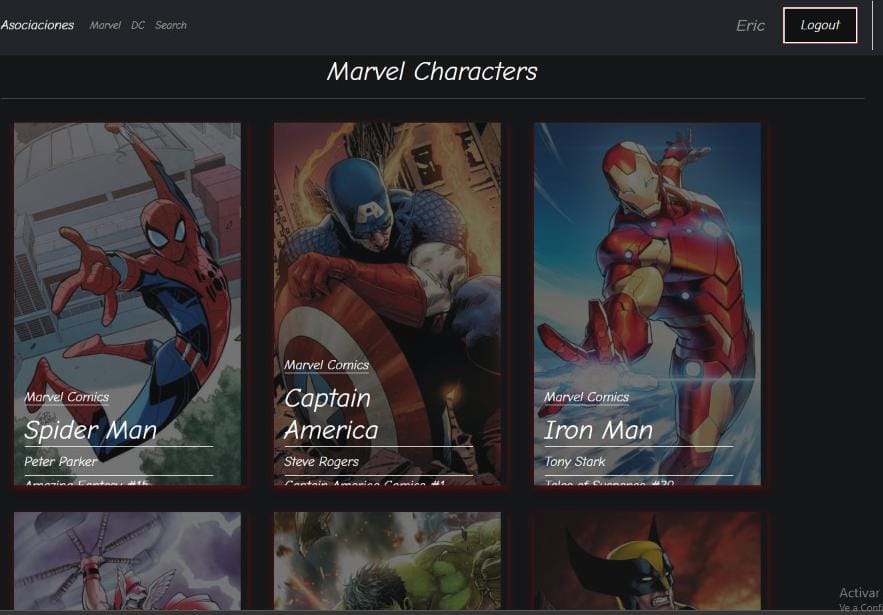 Asociaciones Marvel DC Search Eric Logout
Marvel Characters
Marvel Comics
Spider Man
Peter Parker
Amazing Fantasy #15
Marvel Comics
Captain
America
Steve Rogers
Captain America Comics #1
Marvel Comics
Iron Man
Tony Stark
Tales of Suspense #39
Activar
Ve a Conf